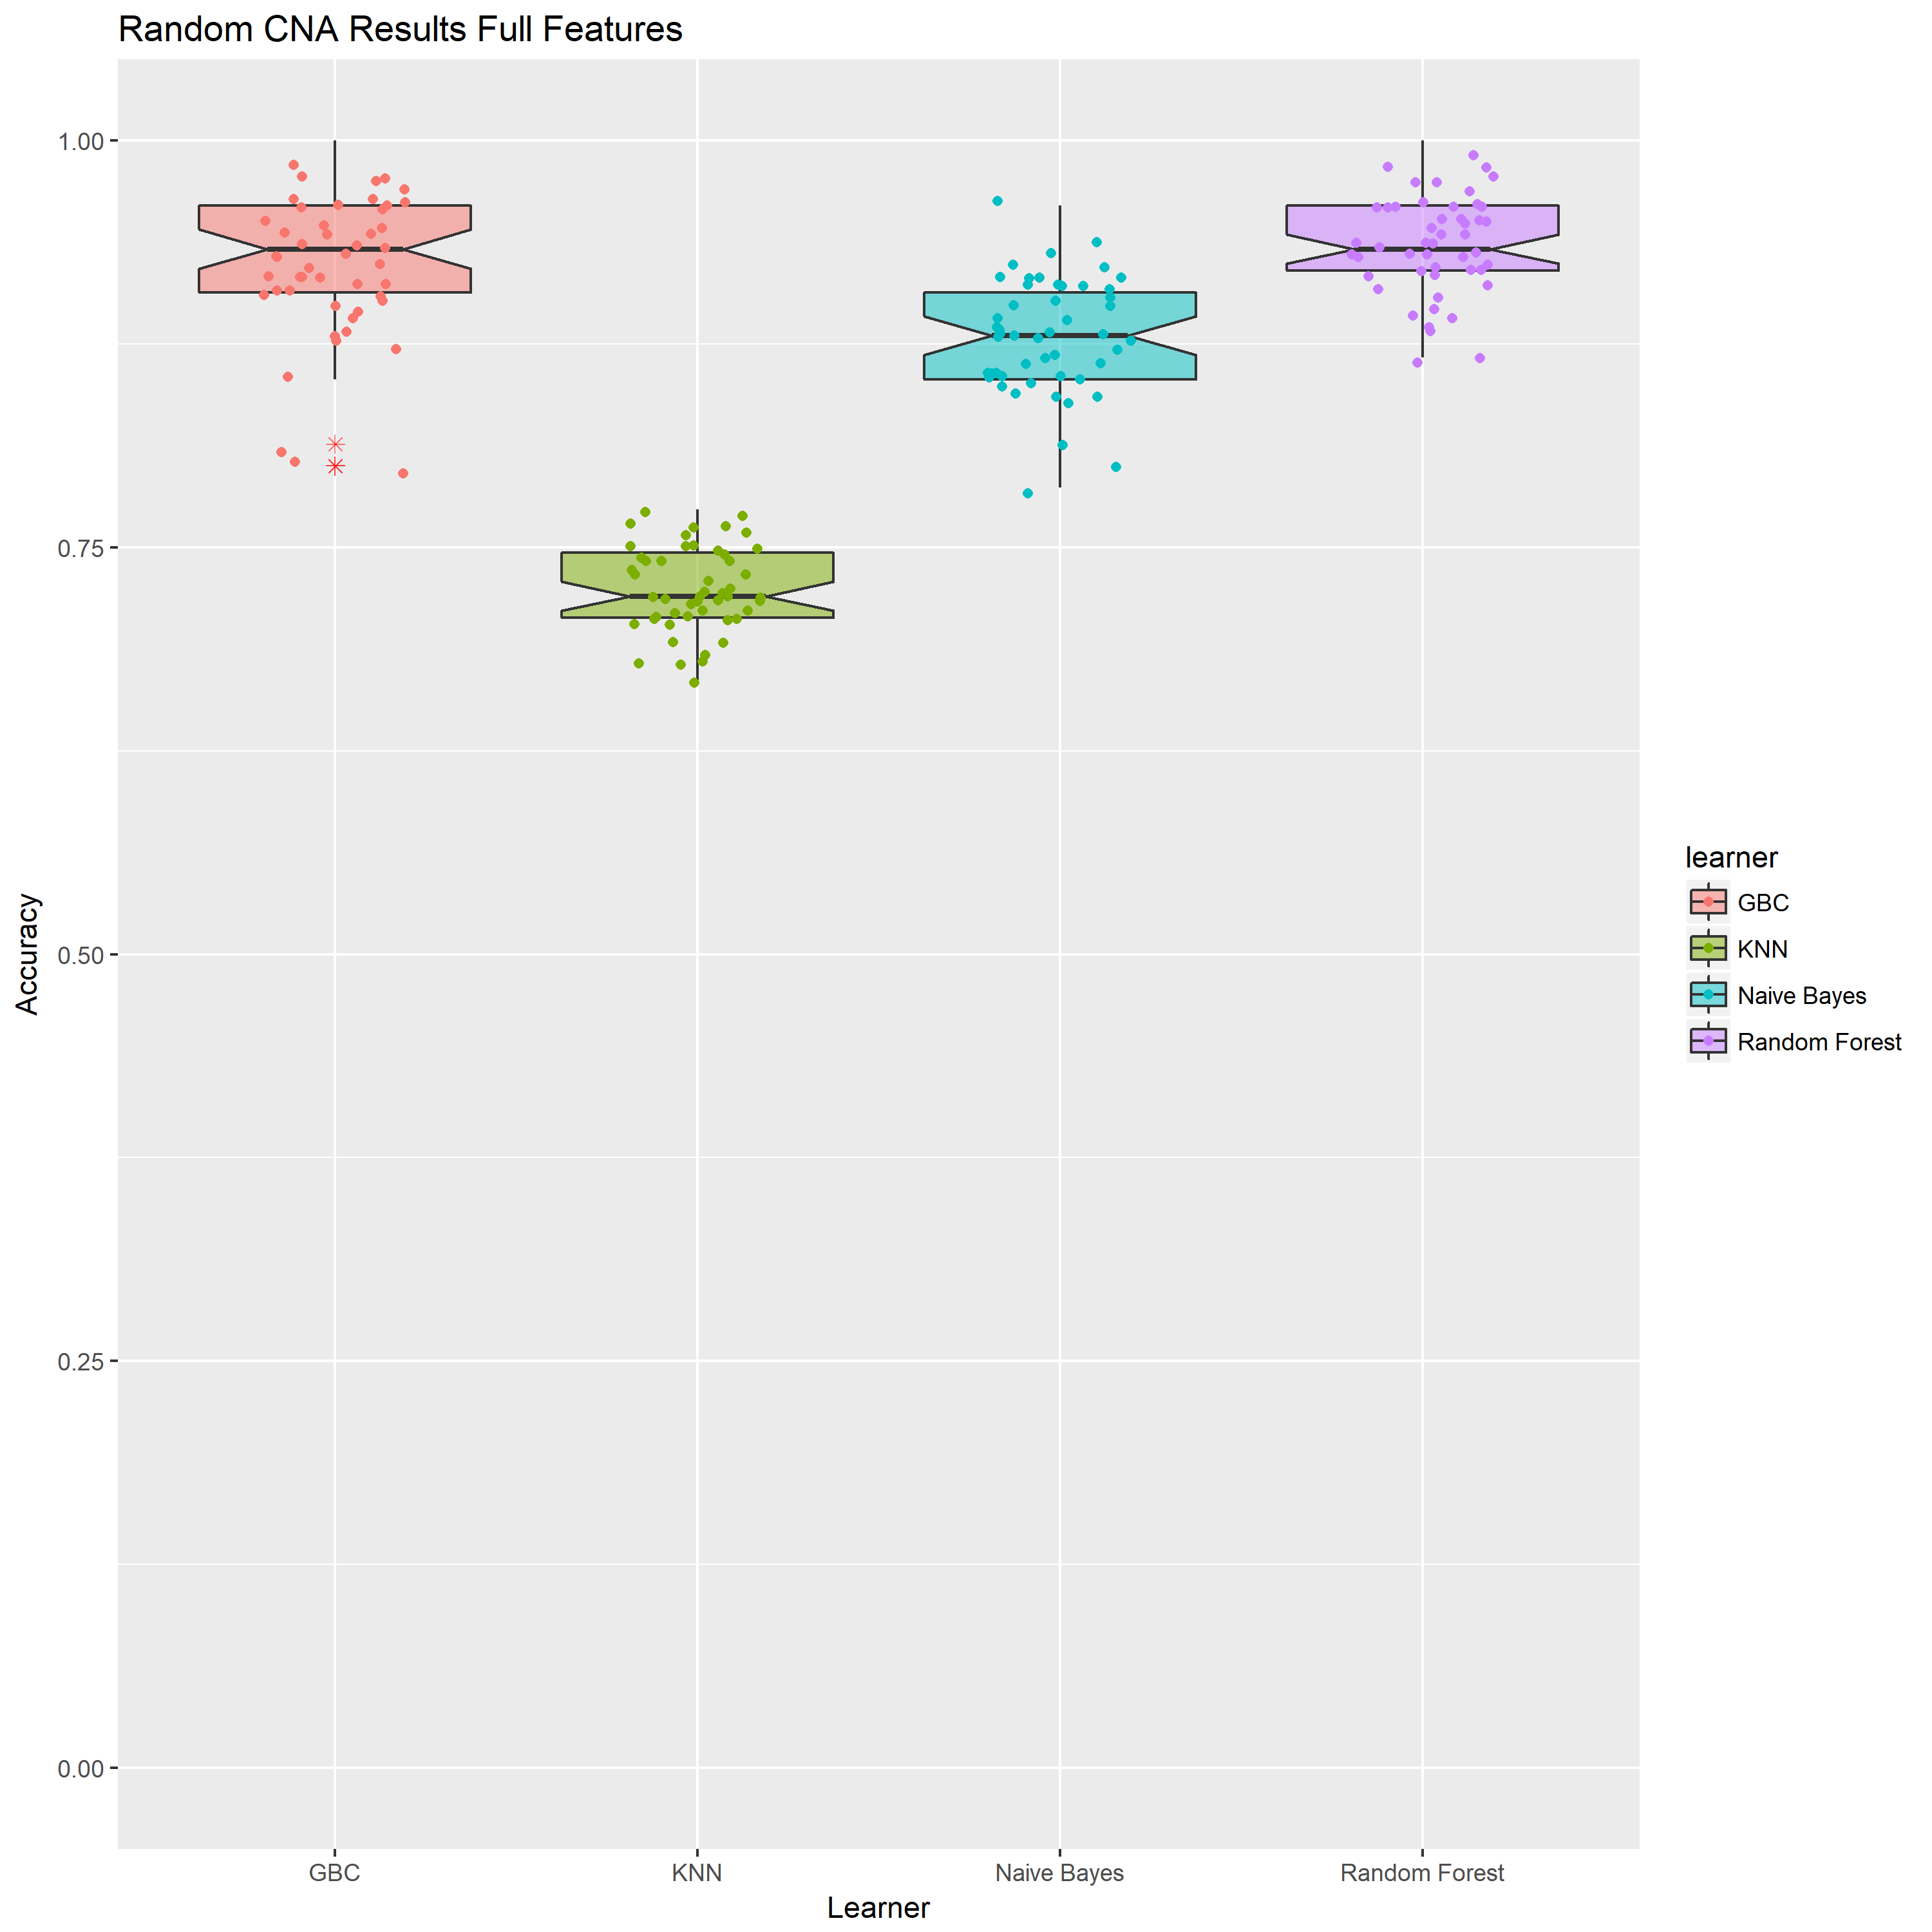 Random CNA Results Full Features
1.00
0.75
0.50
0.25
0.00
Accuracy
GBC
KNN
Naive Bayes
Random Forest
Learner
learner
GBC
KNN
Naive Bayes
Random Forest